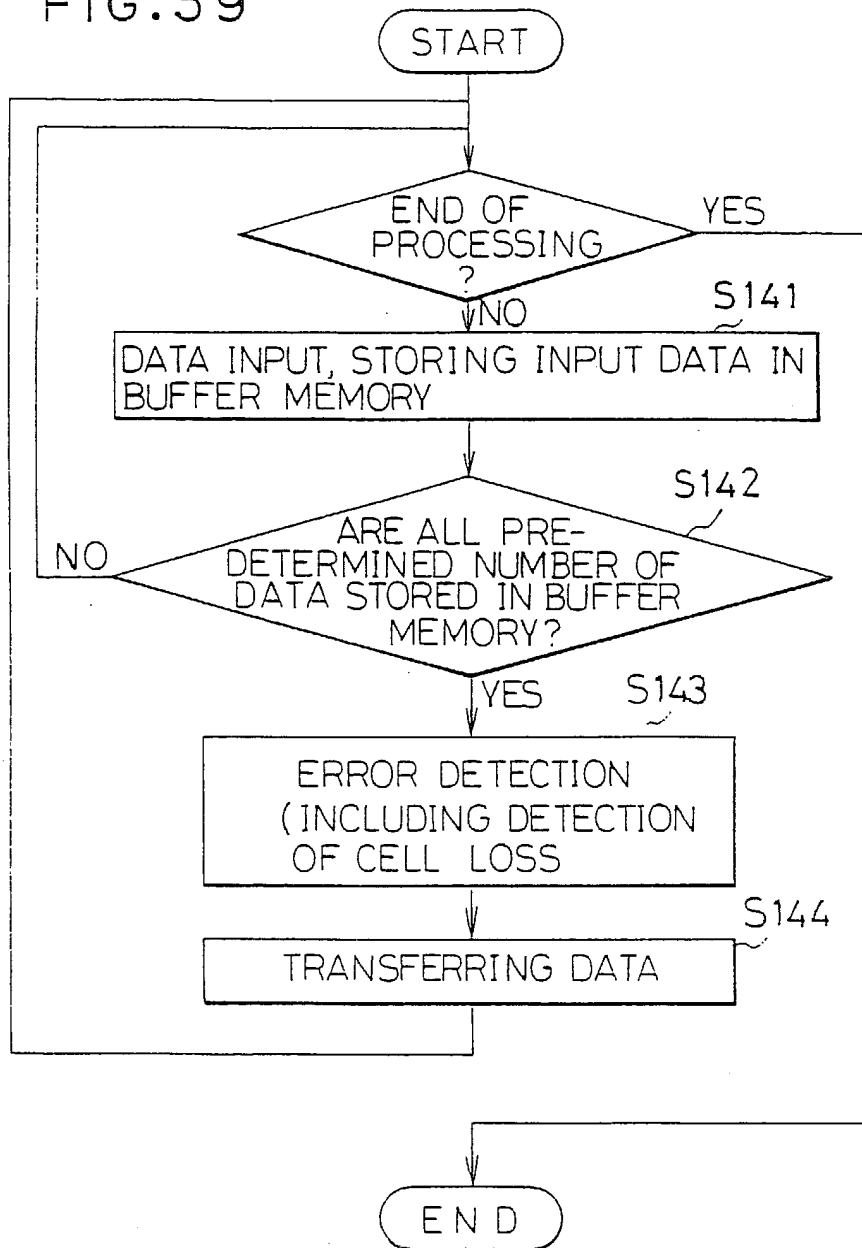 FIG.59
START
END OF
PROCESSING
?
YES
NO
S141
DATA INPUT, STORING INPUT DATA IN
BUFFER MEMORY
S142
ARE ALL PRE-
DETERMINED NUMBER OF
DATA STORED IN BUFFER
MEMORY?
NO
YES
S143
ERROR DETECTION
(INCLUDING DETECTION
OF CELL LOSS
S144
TRANSFERRING DATA
END